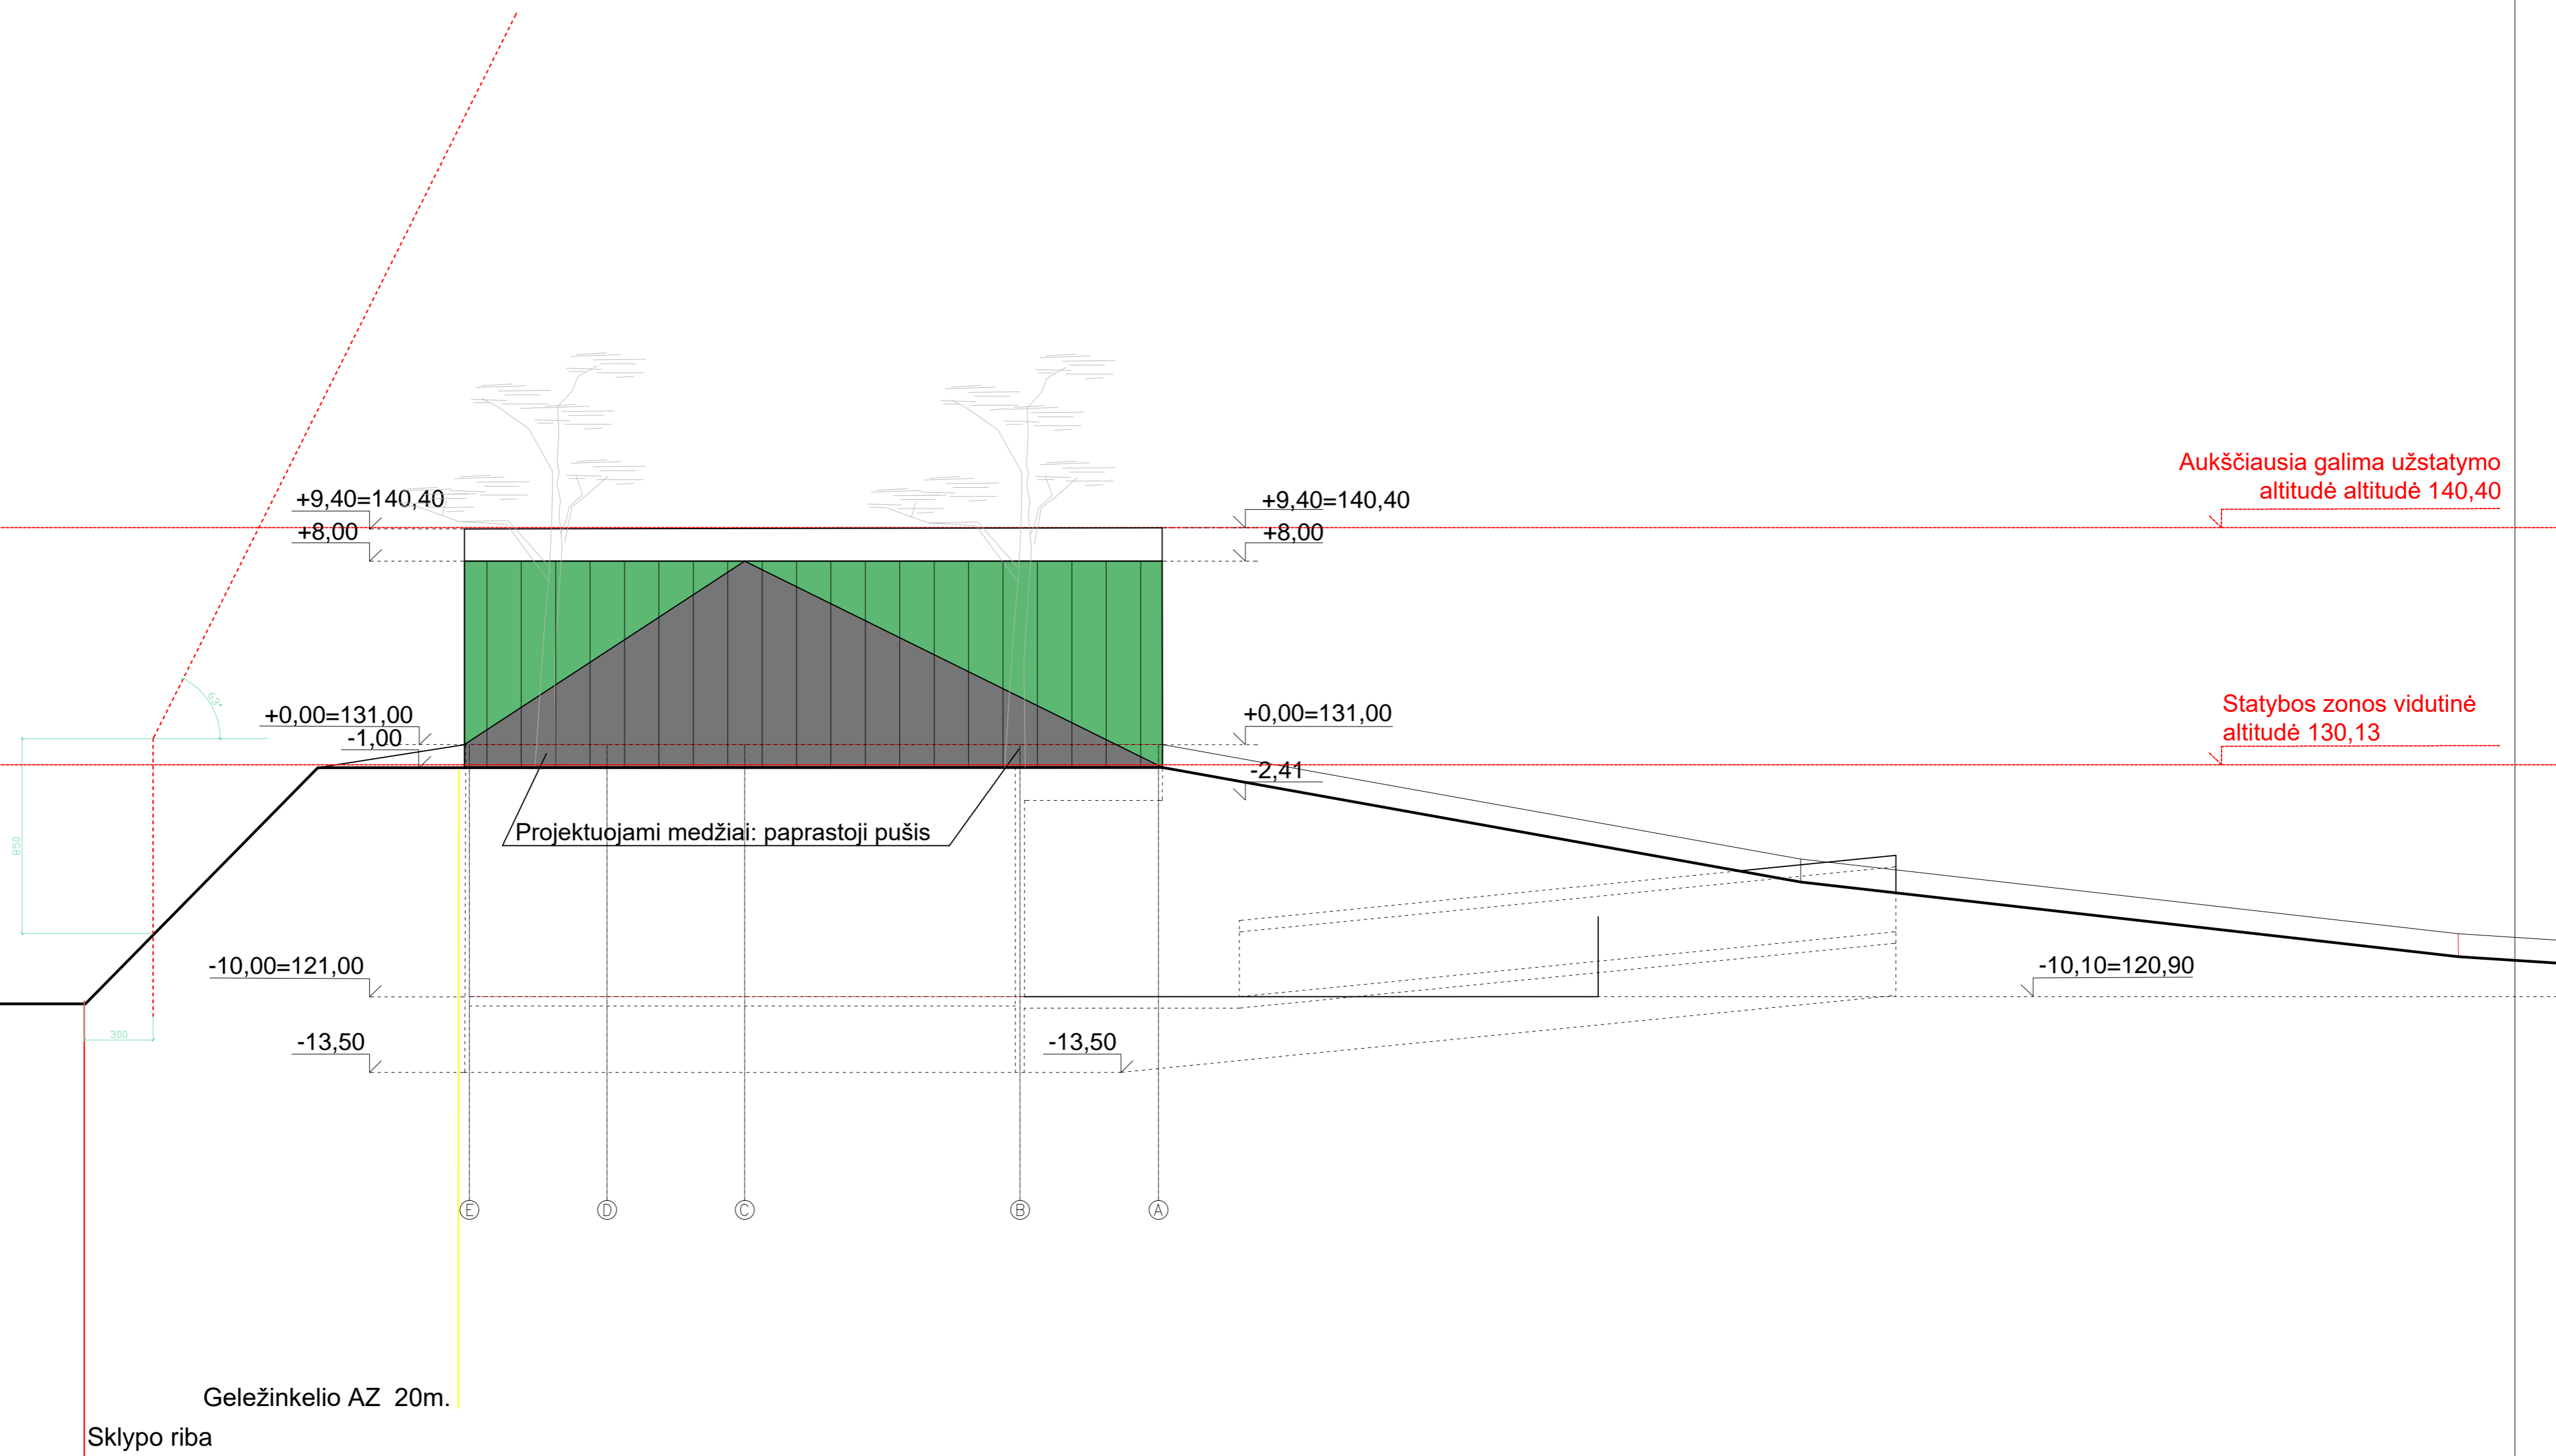 Aukščiausia galima užstatymo
altitudė altitudė 140,40
+9,40=140,40
+9,40=140,40
+8,00
+8,00
63°
Statybos zonos vidutinė
altitudė 130,13
+0,00=131,00
+0,00=131,00
-1,00
-2,41
Projektuojami medžiai: paprastoji pušis
850
-10,00=121,00
-10,10=120,90
300
-13,50
-13,50
E
D
C
B
A
Geležinkelio AZ 20m.
Sklypo riba